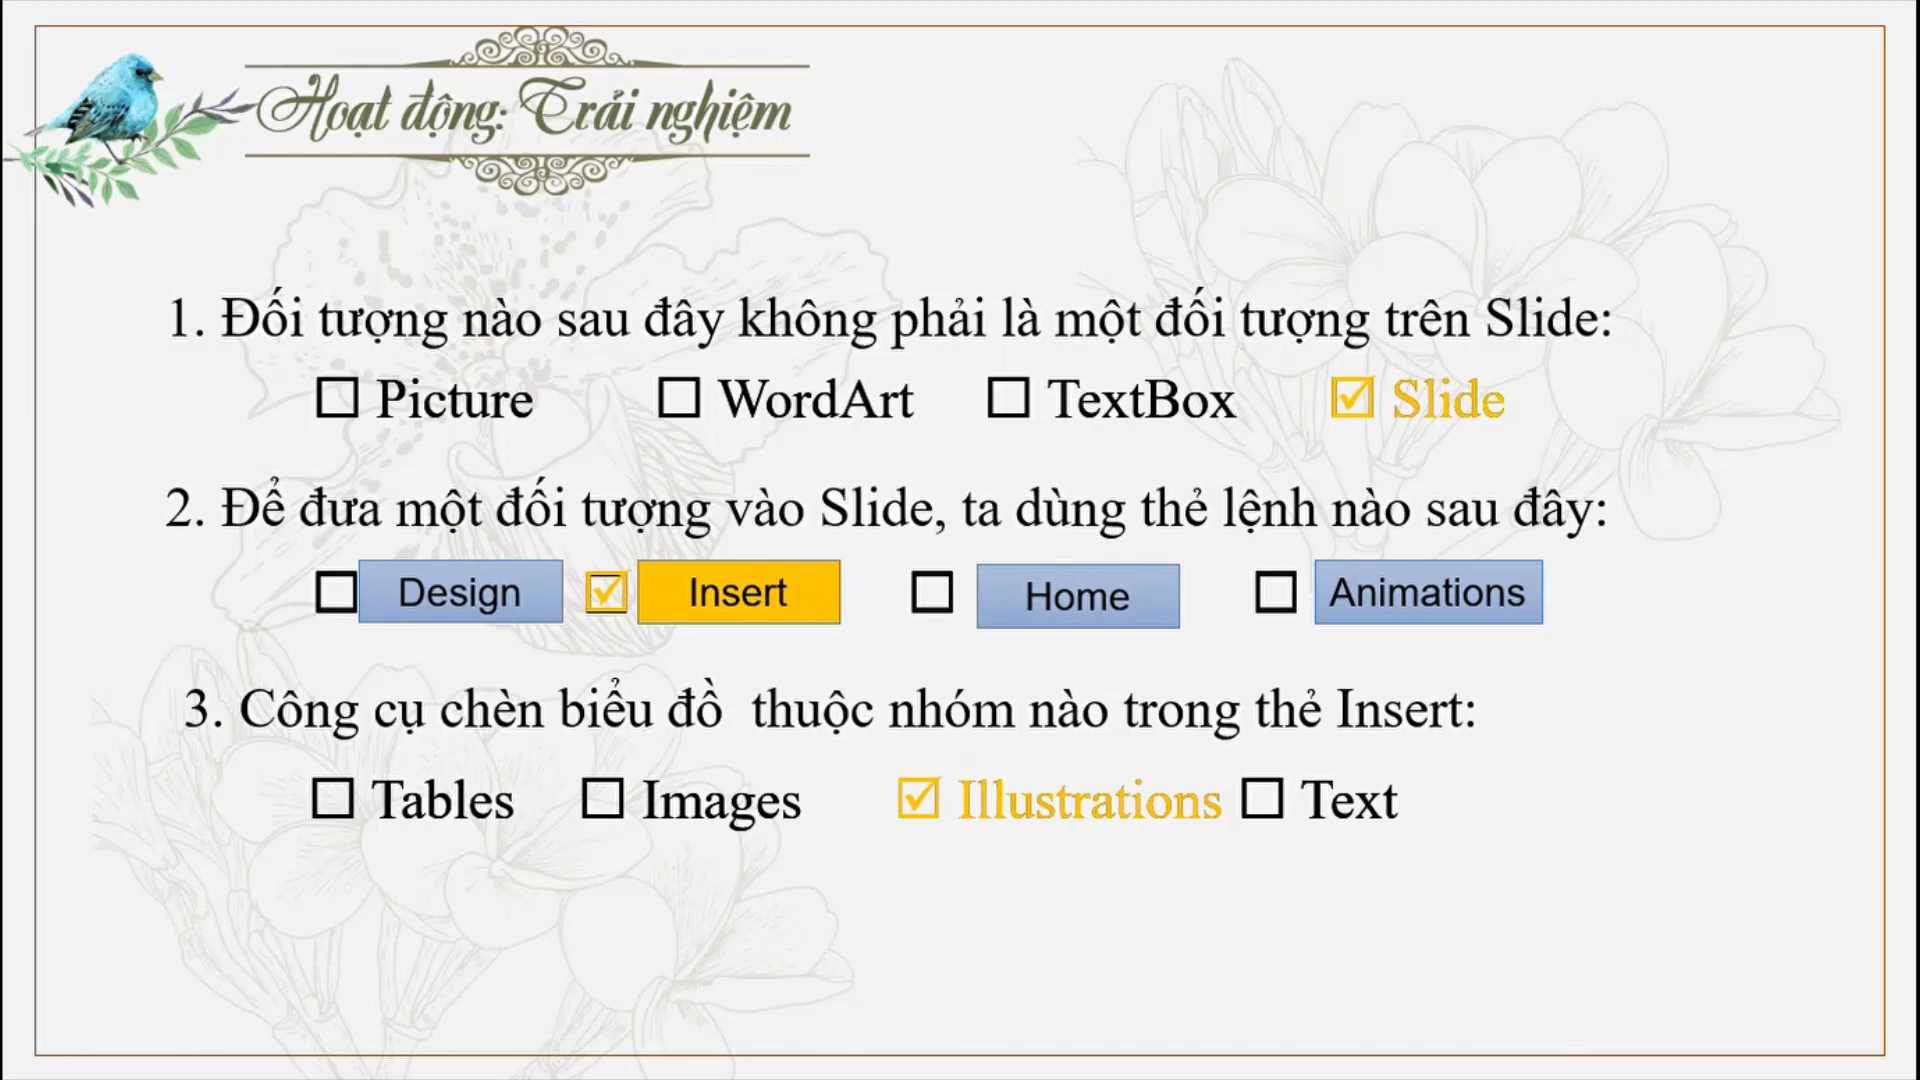 Hoạt động: Trải nghiệm
1. Đối tượng nào sau đây không phải là một đối tượng trên Slide:
☐ Picture ☐ WordArt ☐ TextBox ☑ Slide
2. Để đưa một đối tượng vào Slide, ta dùng thẻ lệnh nào sau đây:
☐ Design ☑ Insert ☐ Home ☐ Animations
3. Công cụ chèn biểu đồ thuộc nhóm nào trong thẻ Insert:
☐ Tables ☐ Images ☑ Illustrations ☐ Text